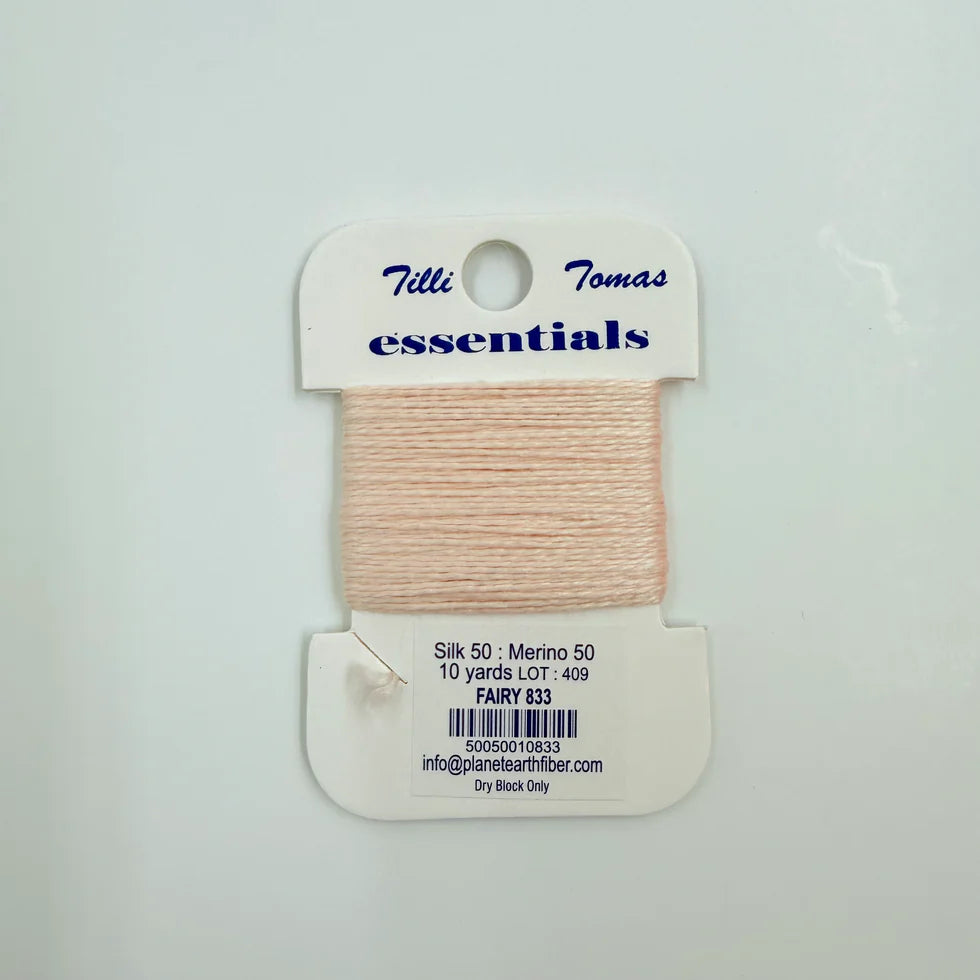 Tilli Tomas
essentials
Silk 50 : Merino 50
10 yards LOT : 409
FAIRY 833
50050010833
info@planetearthfiber.com
Dry Block Only